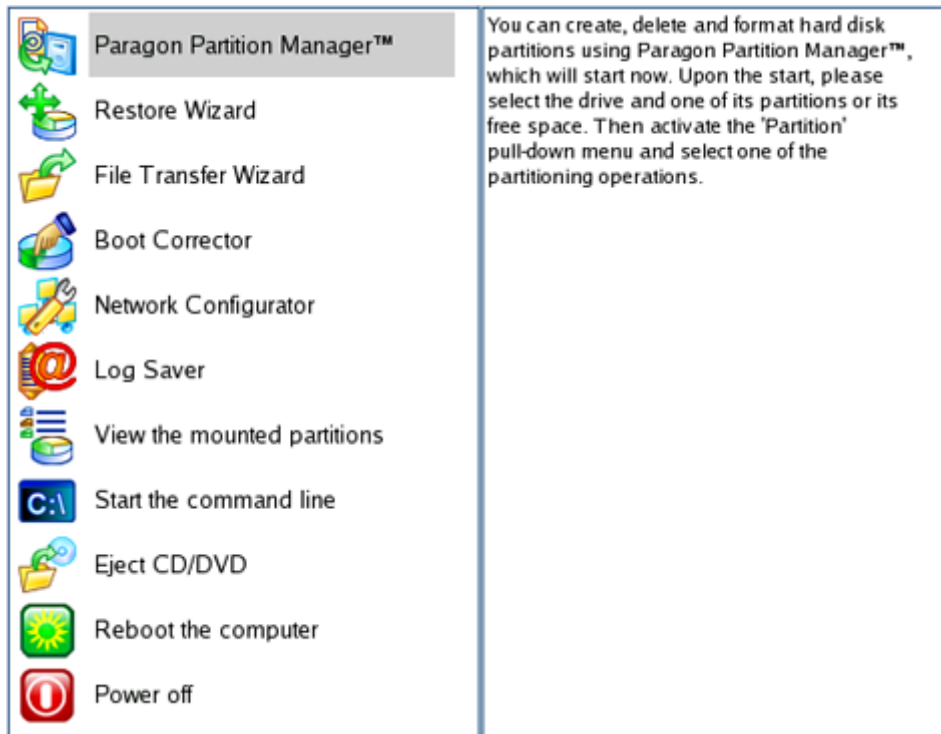 Paragon Partition Manager™
Restore Wizard
File Transfer Wizard
Boot Corrector
Network Configurator
@
Log Saver
View the mounted partitions
C:\
Start the command line
Eject CD/DVD
Reboot the computer
Power off
You can create, delete and format hard disk
partitions using Paragon Partition Manager™,
which will start now. Upon the start, please
select the drive and one of its partitions or its
free space. Then activate the 'Partition'
pull-down menu and select one of the
partitioning operations.